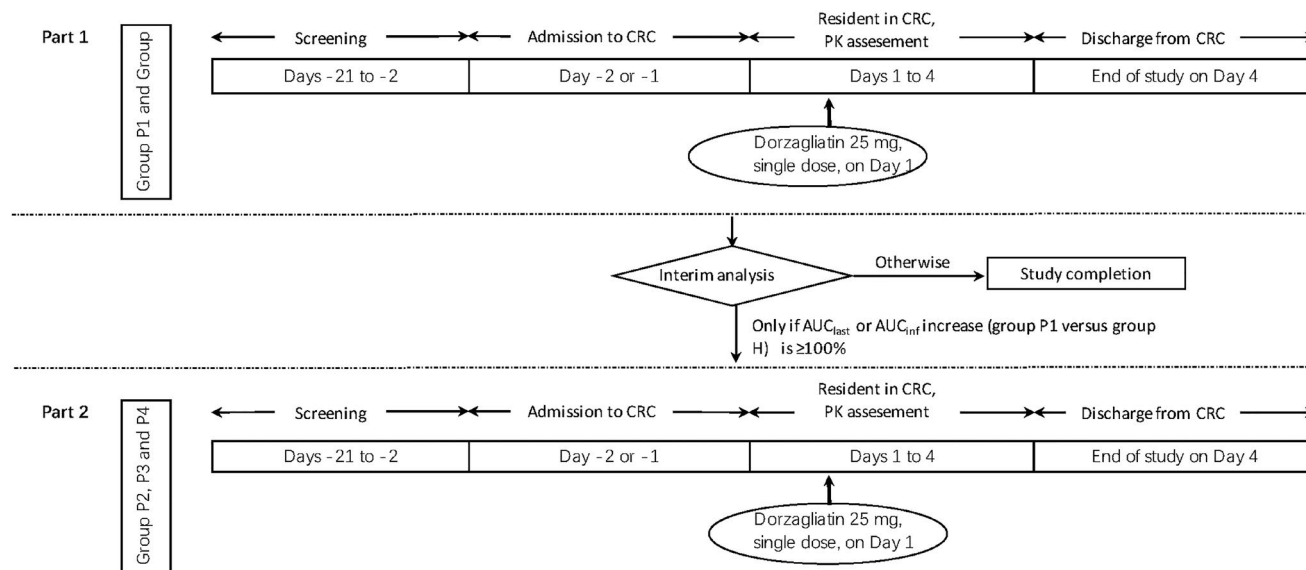 Part 1
Group P1 and Group
Screening
Admission to CRC
Resident in CRC,
PK assesement
Discharge from CRC
Days -21 to -2
Day -2 or -1
Days 1 to 4
End of study on Day 4
Dorzagliatin 25 mg,
single dose, on Day 1
Interim analysis
Otherwise
Study completion
Only if AUClast or AUCinf increase (group P1 versus group
H) is ≥100%
Part 2
Group P2, P3 and P4
Screening
Admission to CRC
Resident in CRC,
PK assesement
Discharge from CRC
Days -21 to -2
Day -2 or -1
Days 1 to 4
End of study on Day 4
Dorzagliatin 25 mg,
single dose, on Day 1